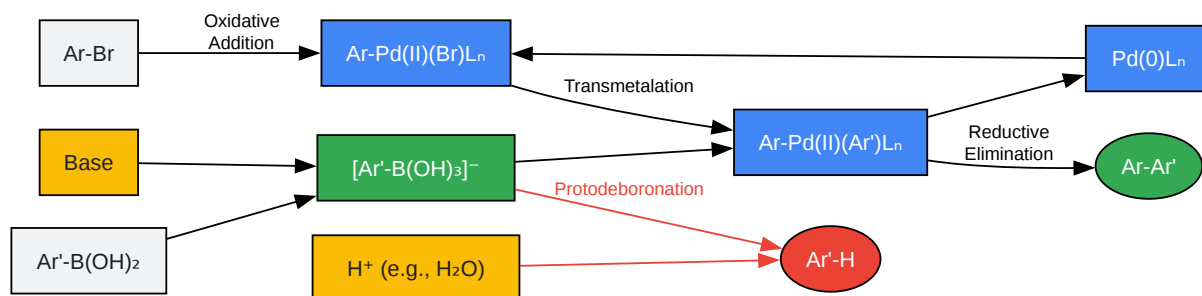 Ar-Br
Oxidative
Addition
Ar-Pd(II)(Br)Lₙ
Pd(0)Lₙ
Transmetalation
Base
[Ar'-B(OH)₃]⁻
Ar-Pd(II)(Ar')Lₙ
Reductive
Elimination
Ar-Ar'
Protodeboronation
Ar'-B(OH)₂
H⁺ (e.g., H₂O)
Ar'-H